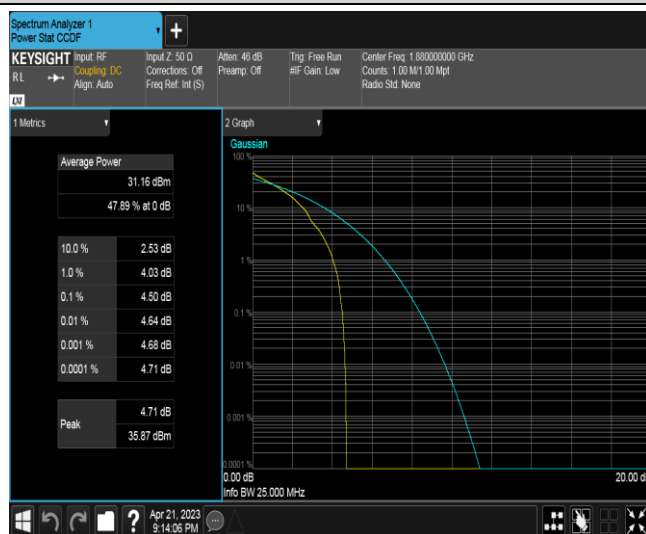 Spectrum Analyzer 1
Power Stat CCDF
+
KEYSIGHT
RL
LXI
Input: RF
Coupling: DC
Align: Auto
Input Z: 50 Ω
Corrections: Off
Freq Ref: Int (S)
Atten: 46 dB
Preamp: Off
Trig: Free Run
#IF Gain: Low
Center Freq: 1.880000000 GHz
Counts: 1.00 M/1.00 Mpt
Radio Std: None
1 Metrics
Average Power
31.16 dBm
47.89 % at 0 dB
10.0 % 2.53 dB
1.0 % 4.03 dB
0.1 % 4.50 dB
0.01 % 4.64 dB
0.001 % 4.68 dB
0.0001 % 4.71 dB
Peak
4.71 dB
35.87 dBm
2 Graph
Gaussian
100 %
10 %
1 %
0.1 %
0.01 %
0.001 %
0.0001 %
0.00 dB
20.00 d
Info BW 25.000 MHz
?
Apr 21, 2023
9:14:06 PM